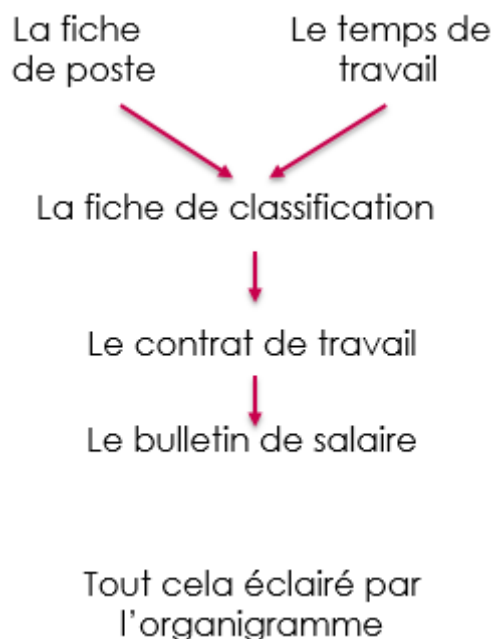 La fiche
de poste
Le temps de
travail
La fiche de classification
Le contrat de travail
Le bulletin de salaire
Tout cela éclairé par
l'organigramme